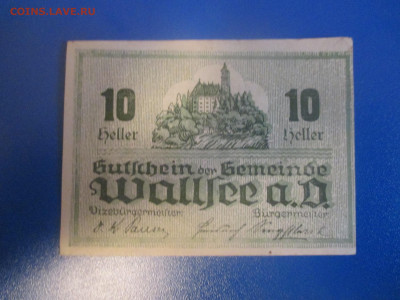 COINS.LAVE.RU
10 10
Heller Heller
Gutschein der Gemeinde
Wallsee a.D.
Vizebürgermeister: Bürgermeister: